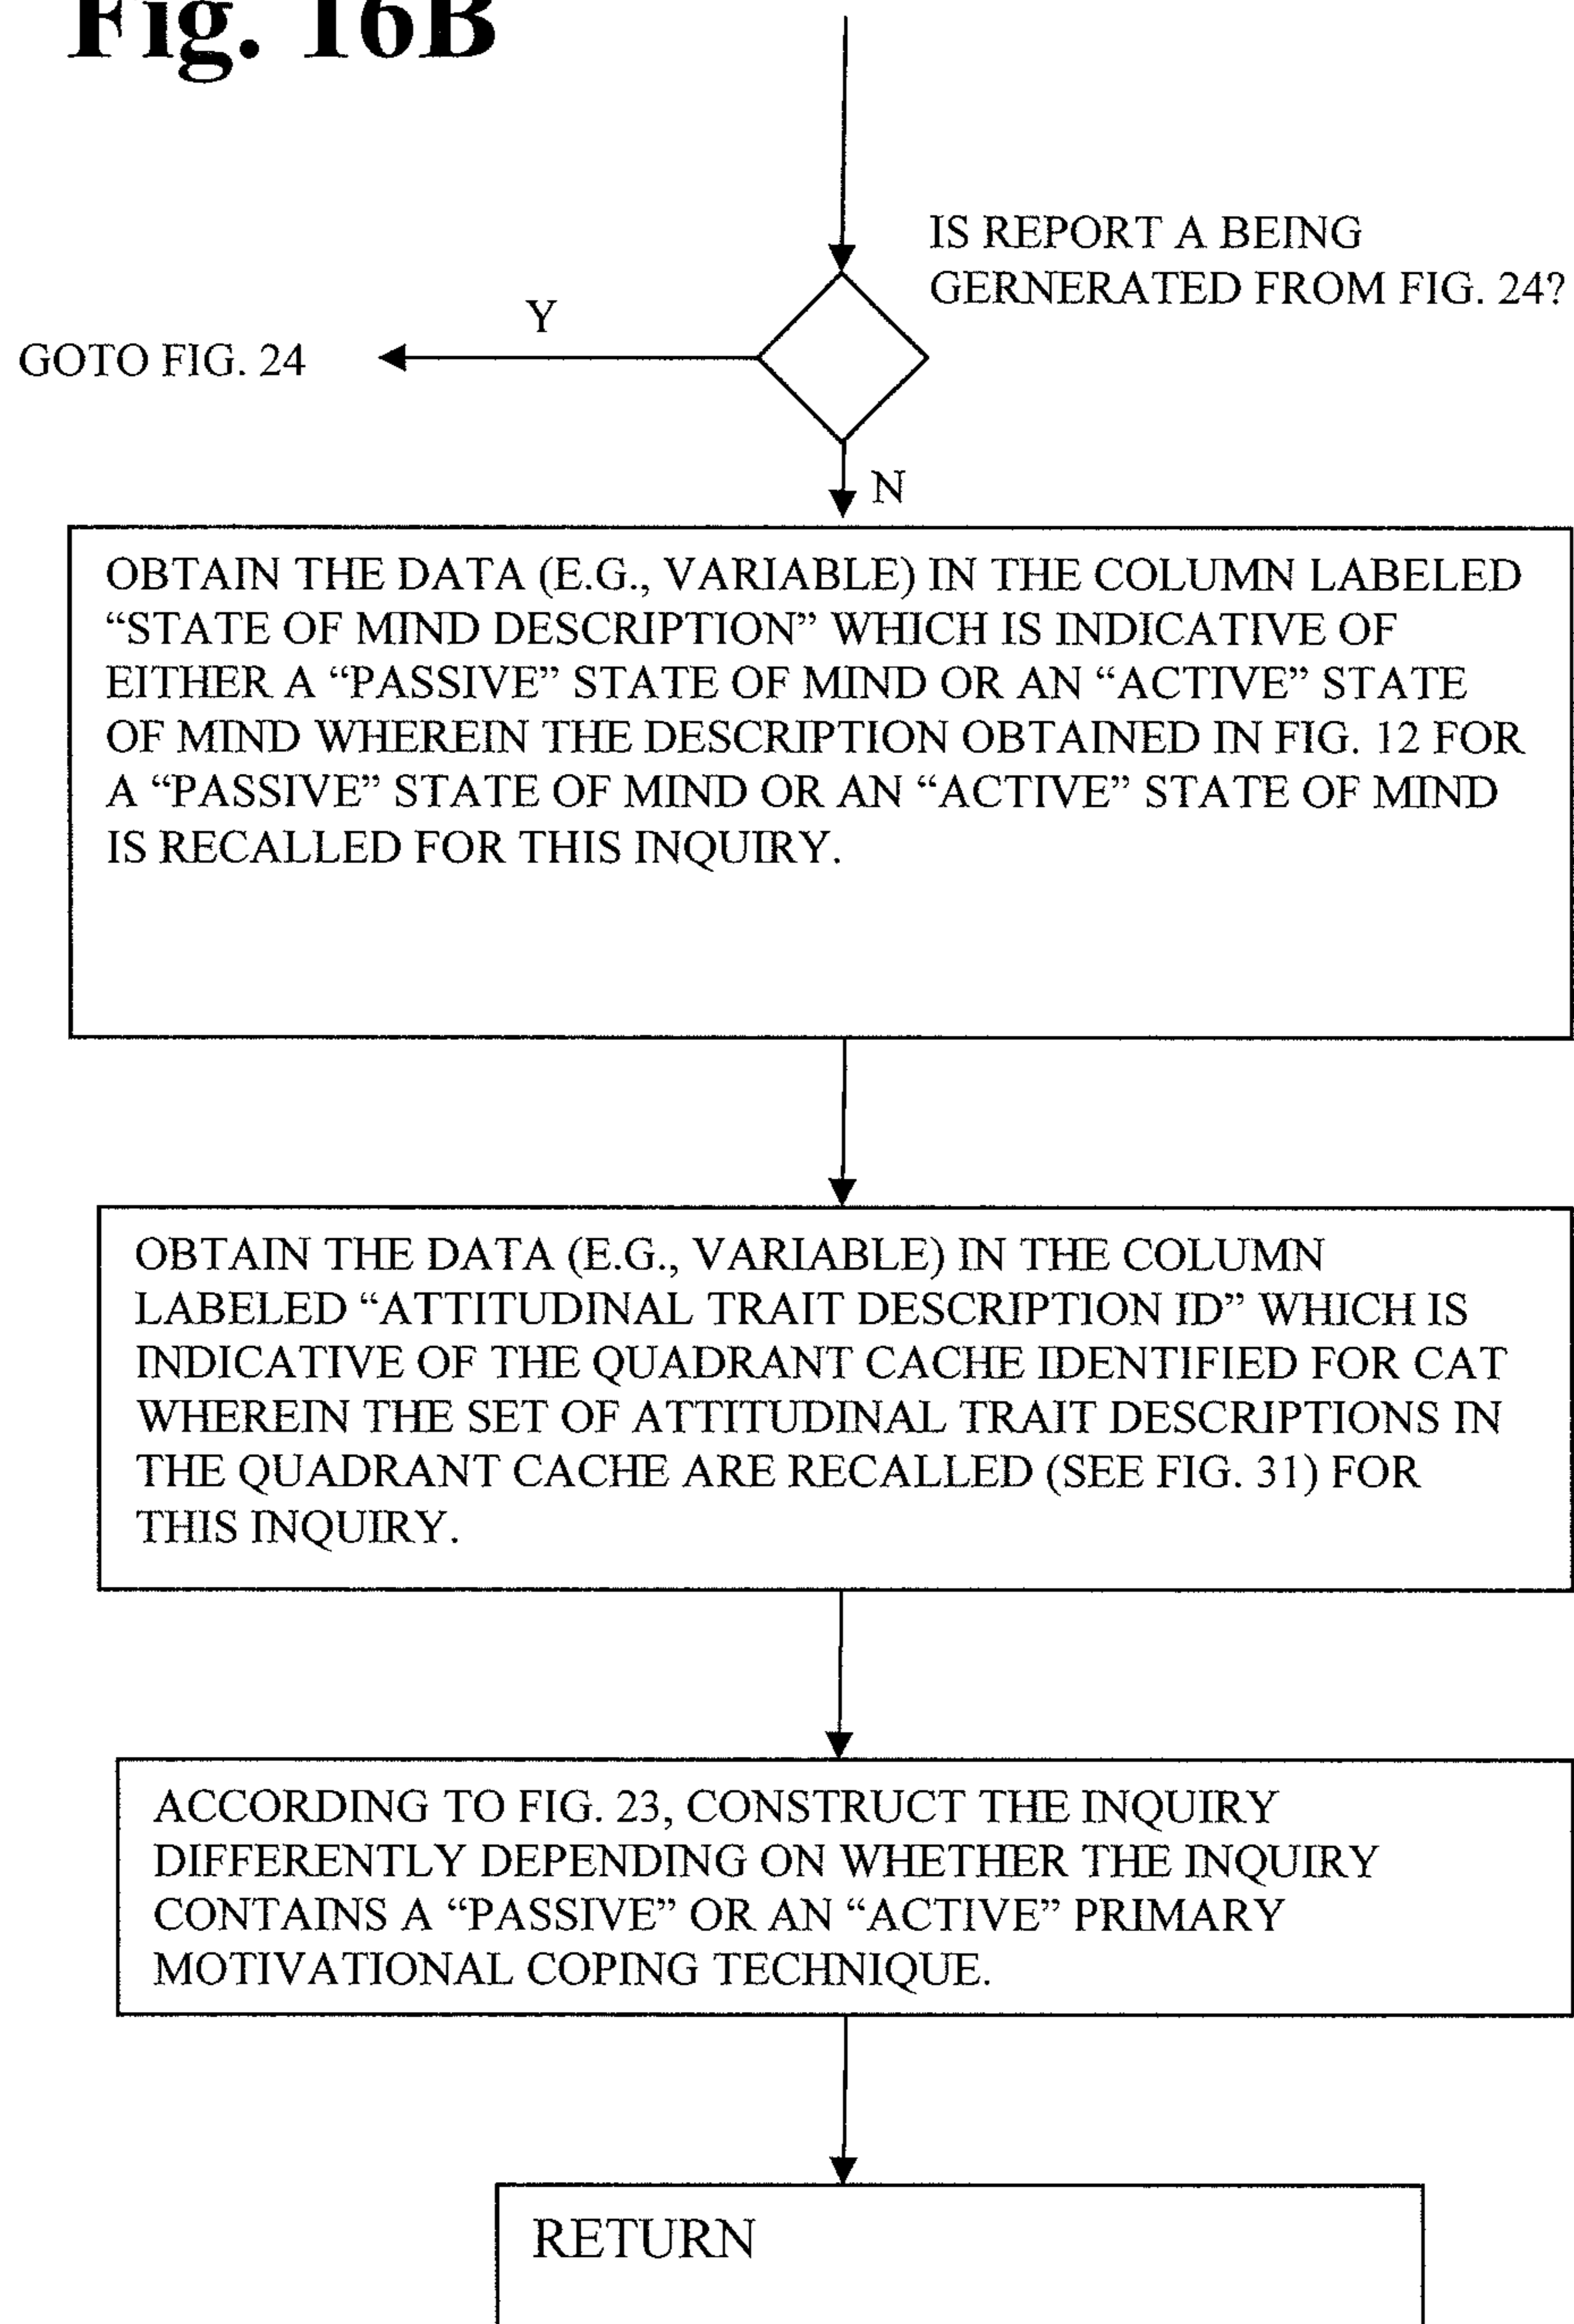 Fig. 16B
IS REPORT A BEING
GERNERATED FROM FIG. 24?
Y
GOTO FIG. 24
N
OBTAIN THE DATA (E.G., VARIABLE) IN THE COLUMN LABELED
“STATE OF MIND DESCRIPTION” WHICH IS INDICATIVE OF
EITHER A “PASSIVE” STATE OF MIND OR AN “ACTIVE” STATE
OF MIND WHEREIN THE DESCRIPTION OBTAINED IN FIG. 12 FOR
A “PASSIVE” STATE OF MIND OR AN “ACTIVE” STATE OF MIND
IS RECALLED FOR THIS INQUIRY.
OBTAIN THE DATA (E.G., VARIABLE) IN THE COLUMN
LABELED “ATTITUDINAL TRAIT DESCRIPTION ID” WHICH IS
INDICATIVE OF THE QUADRANT CACHE IDENTIFIED FOR CAT
WHEREIN THE SET OF ATTITUDINAL TRAIT DESCRIPTIONS IN
THE QUADRANT CACHE ARE RECALLED (SEE FIG. 31) FOR
THIS INQUIRY.
ACCORDING TO FIG. 23, CONSTRUCT THE INQUIRY
DIFFERENTLY DEPENDING ON WHETHER THE INQUIRY
CONTAINS A “PASSIVE” OR AN “ACTIVE” PRIMARY
MOTIVATIONAL COPING TECHNIQUE.
RETURN